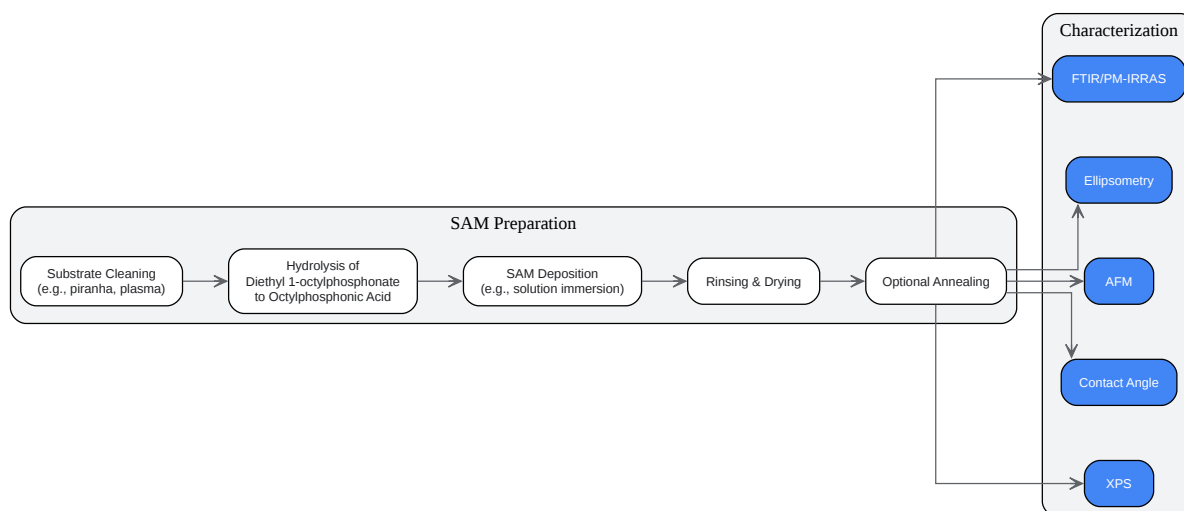 Characterization
FTIR/PM-IRRAS
Ellipsometry
SAM Preparation
Substrate Cleaning
(e.g., piranha, plasma)
Hydrolysis of
Diethyl 1-octylphosphonate
to Octylphosphonic Acid
SAM Deposition
(e.g., solution immersion)
Rinsing & Drying
Optional Annealing
AFM
Contact Angle
XPS